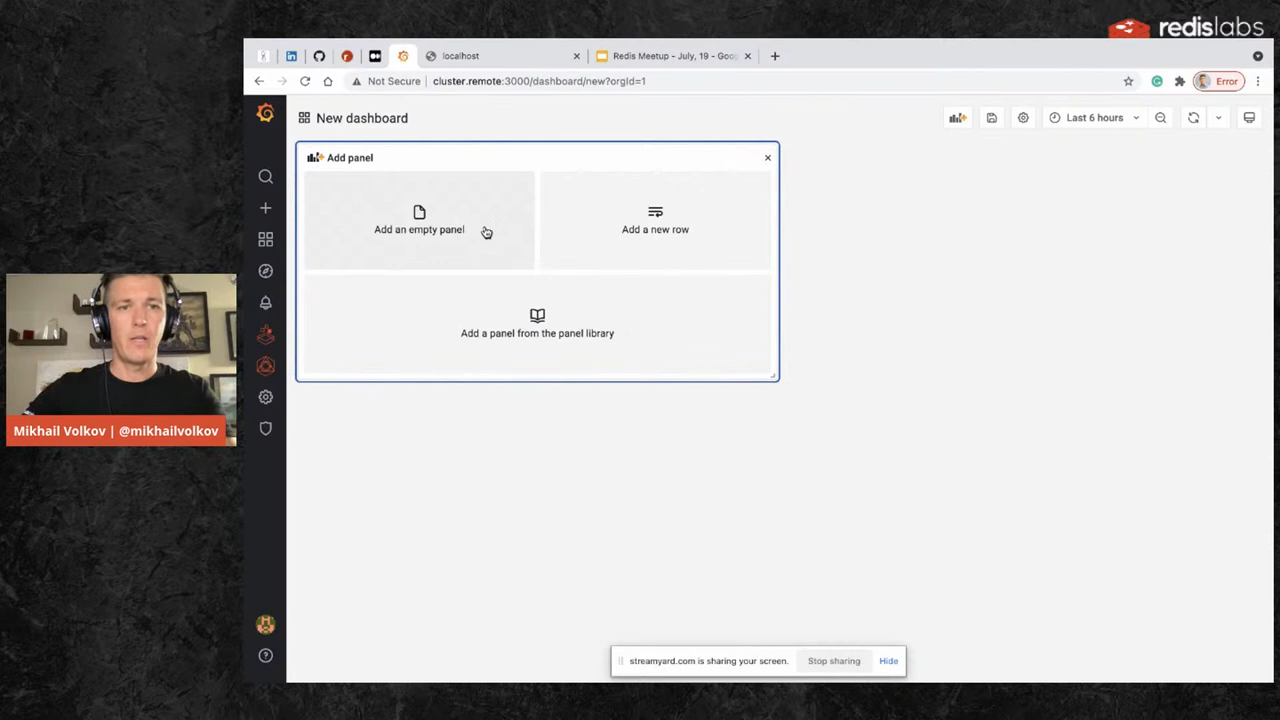 redislabs
localhost
Redis Meetup - July, 19 - Goo
Not Secure
cluster.remote:3000/dashboard/new?orgId=1
Error
New dashboard
Last 6 hours
Add panel
Add an empty panel
Add a new row
Add a panel from the panel library
Mikhail Volkov | @mikhailvolkov
streamyard.com is sharing your screen.
Stop sharing
Hide